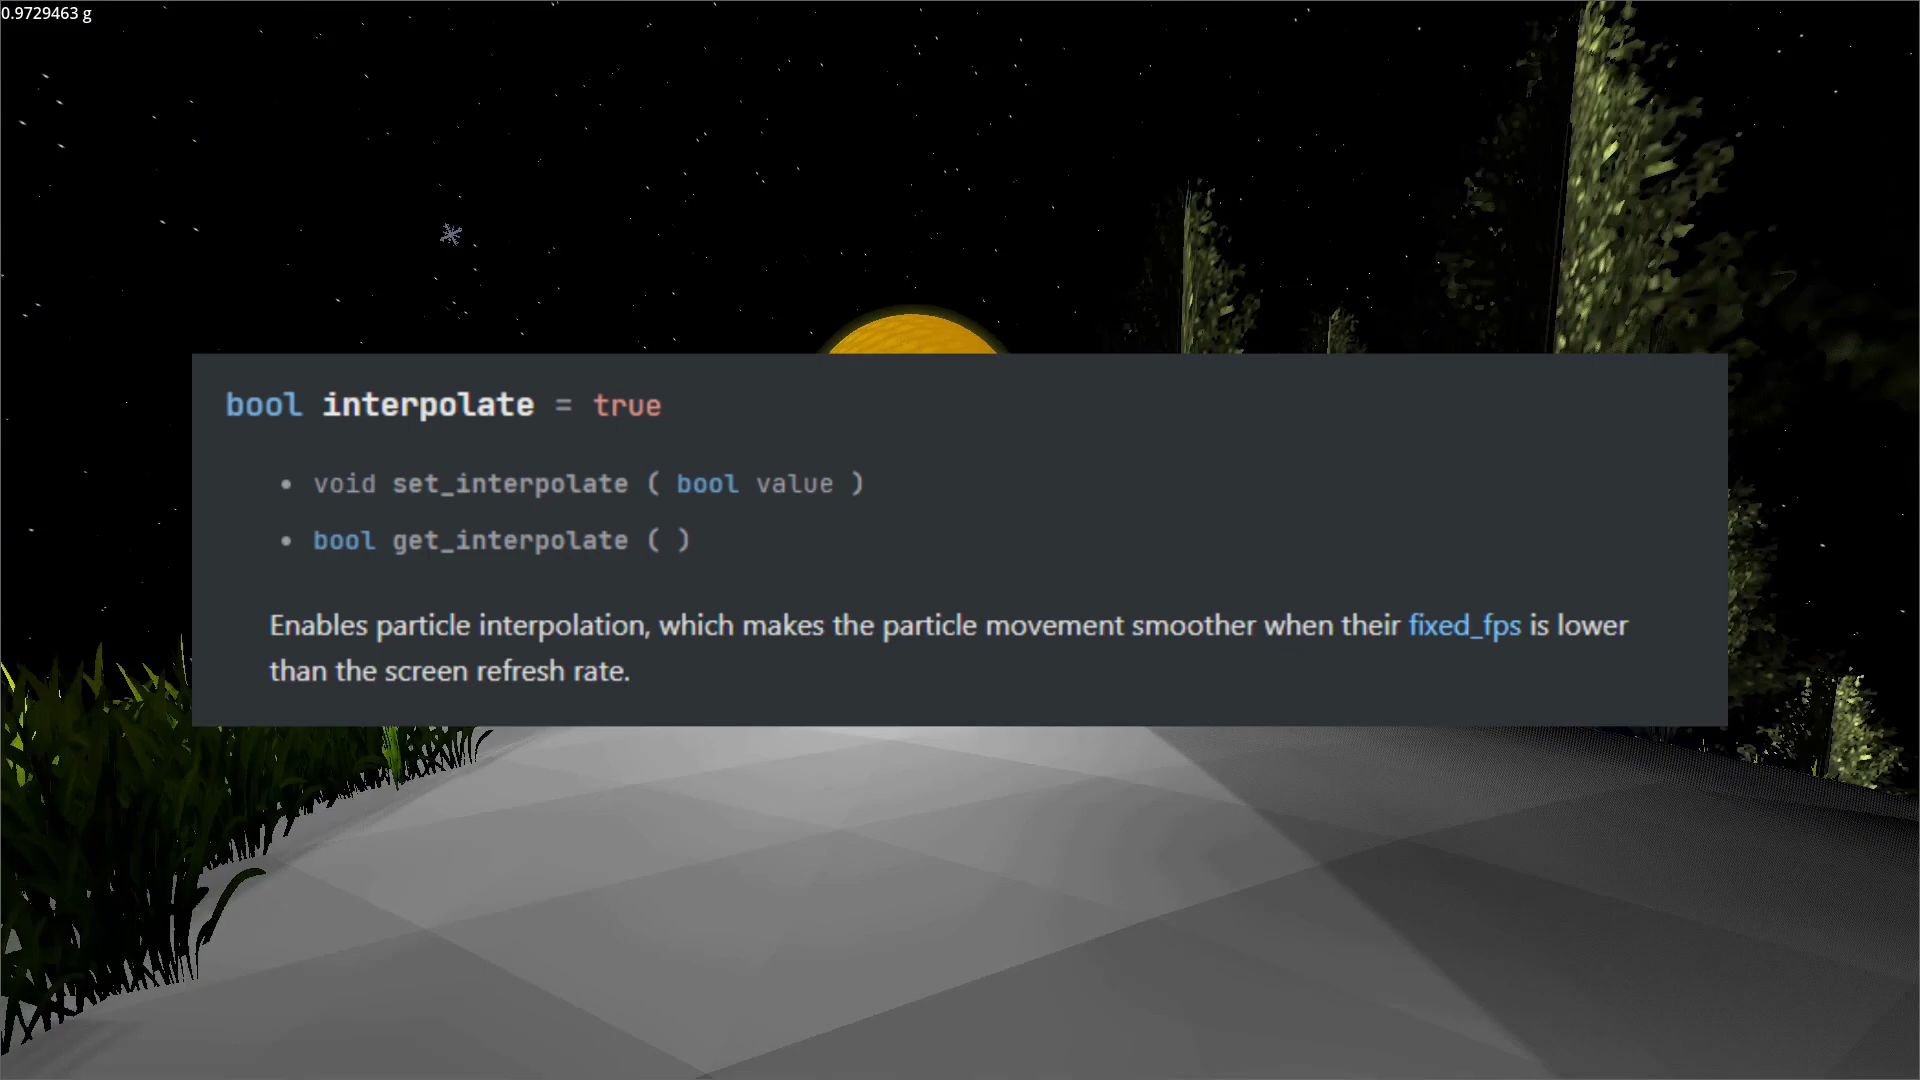 0.9729463 g
bool interpolate = true
• void set_interpolate ( bool value )
• bool get_interpolate ( )
Enables particle interpolation, which makes the particle movement smoother when their fixed_fps is lower
than the screen refresh rate.